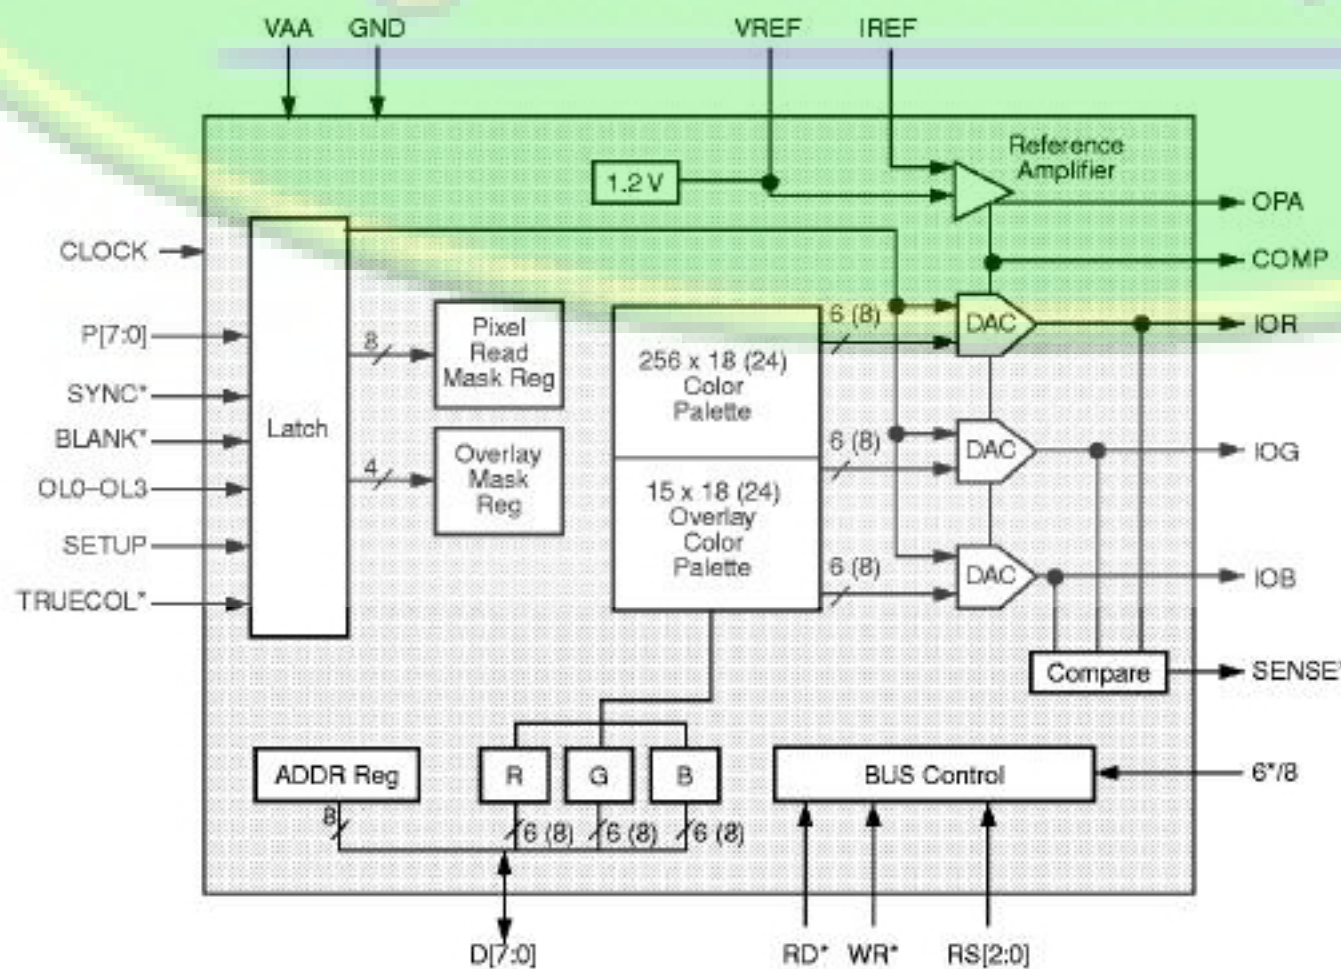 VAA GND VREF IREF
Reference
Amplifier
1.2 V
OPA
CLOCK
COMP
P[7:0]
8
Pixel
Read
Mask Reg
256 x 18 (24)
Color
Palette
6 (8)
DAC
IOR
SYNC*
BLANK*
Latch
OL0–OL3
4
Overlay
Mask
Reg
15 x 18 (24)
Overlay
Color
Palette
6 (8)
DAC
IOG
SETUP
TRUECOL*
6 (8)
DAC
IOB
Compare
SENSE*
ADDR Reg
R
G
B
BUS Control
6*/8
8
6 (8)
6 (8)
6 (8)
D[7:0]
RD* WR* RS[2:0]